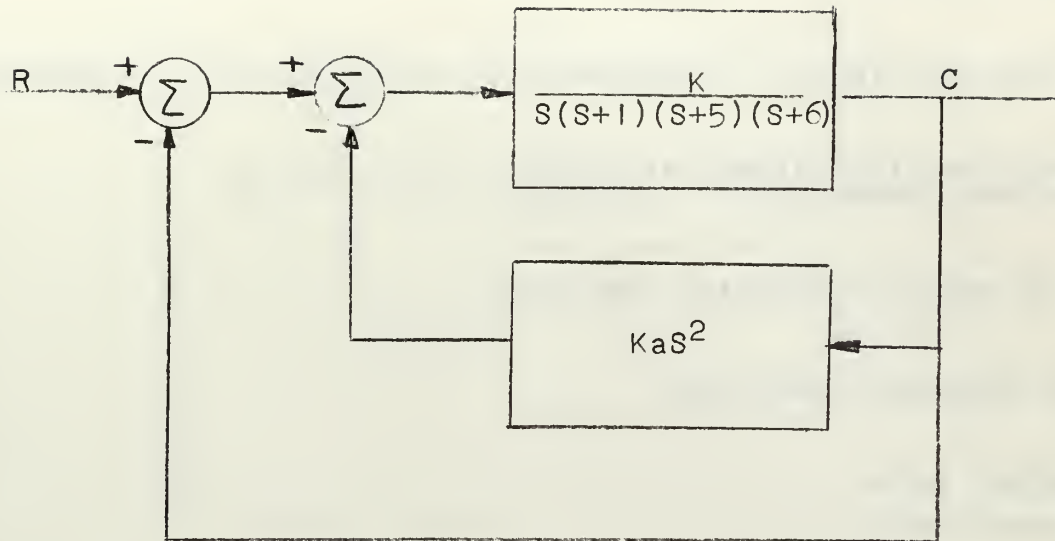 R
+
Σ
-
+
Σ
-
K
S(S+1)(S+5)(S+6)
C
KaS²